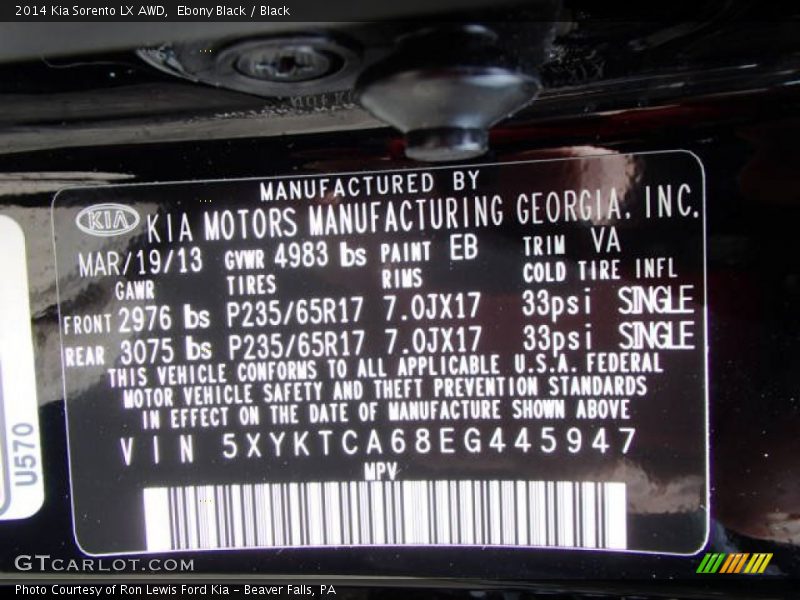 2014 Kia Sorento LX AWD, Ebony Black / Black
MANUFACTURED BY
KIA KIA MOTORS MANUFACTURING GEORGIA. INC.
MAR/19/13 GVWR 4983 lbs PAINT EB TRIM VA
GAWR TIRES RIMS COLD TIRE INFL
FRONT 2976 lbs P235/65R17 7.0JX17 33psi SINGLE
REAR 3075 lbs P235/65R17 7.0JX17 33psi SINGLE
THIS VEHICLE CONFORMS TO ALL APPLICABLE U.S.A. FEDERAL
MOTOR VEHICLE SAFETY AND THEFT PREVENTION STANDARDS
IN EFFECT ON THE DATE OF MANUFACTURE SHOWN ABOVE
VIN 5XYKTCA68EG445947
MPV
U570
GTCARLOT.COM
Photo Courtesy of Ron Lewis Ford Kia - Beaver Falls, PA